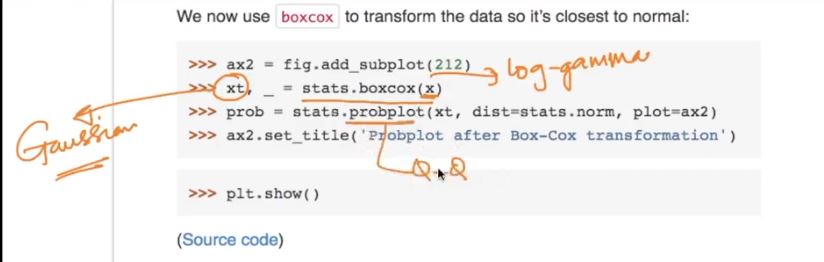 We now use boxcox to transform the data so it's closest to normal:
>>> ax2 = fig.add_subplot(212)
log-gamma
>>> xt, _ = stats.boxcox(x)
>>> prob = stats.probplot(xt, dist=stats.norm, plot=ax2)
Gaussian
>>> ax2.set_title('Probplot after Box-Cox transformation')
Q-Q
>>> plt.show()
(Source code)